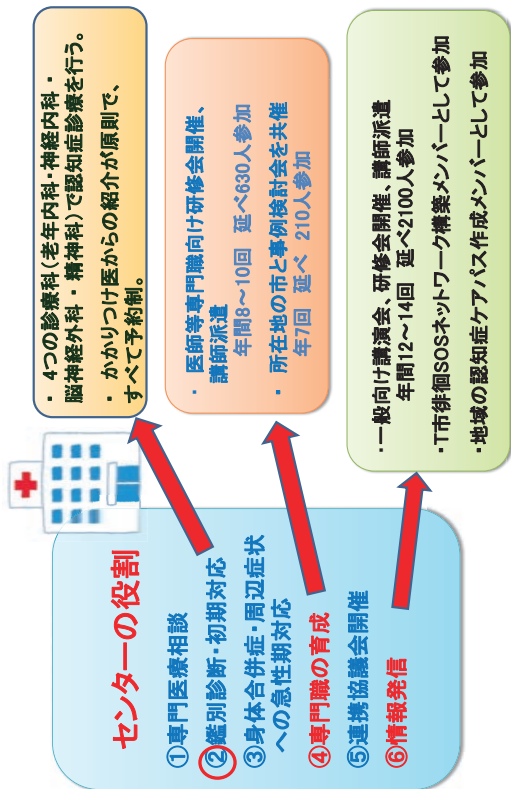 センターの役割
①専門医療相談
②鑑別診断・初期対応
③身体合併症・周辺症状
への急性期対応
④専門職の育成
⑤連携協議会開催
⑥情報発信
・ 4つの診療科(老年内科・神経内科・
脳神経外科・精神科)で認知症診療を行う。
・ かかりつけ医からの紹介が原則で、
すべて予約制。
・ 医師等専門職向け研修会開催、
講師派遣
年間8~10回 延べ630人参加
・ 所在地の市と事例検討会を共催
年7回 延べ 210人参加
・一般向け講演会、研修会開催、講師派遣
年間12~14回 延べ2100人参加
・T市徘徊SOSネットワーク構築メンバーとして参加
・地域の認知症ケアパス作成メンバーとして参加